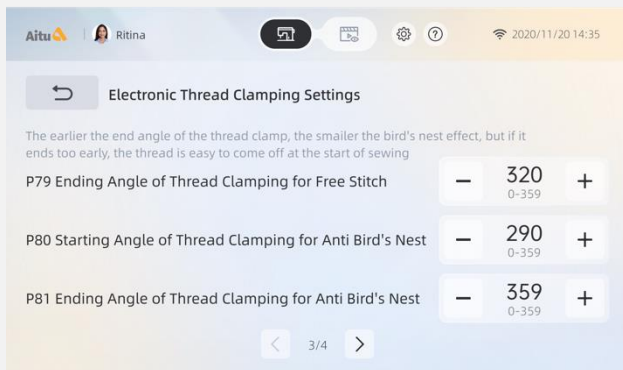 Aitu Ritina 2020/11/20 14:35
Electronic Thread Clamping Settings
The earlier the end angle of the thread clamp, the smailer the bird's nest effect, but if it
ends too early, the thread is easy to come off at the start of sewing
P79 Ending Angle of Thread Clamping for Free Stitch − 320 +
0-359
P80 Starting Angle of Thread Clamping for Anti Bird's Nest − 290 +
0-359
P81 Ending Angle of Thread Clamping for Anti Bird's Nest − 359 +
0-359
< 3/4 >